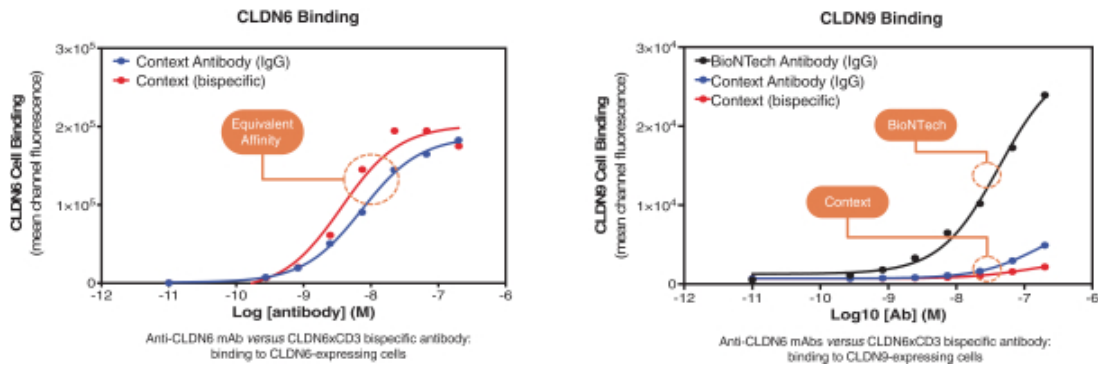 CLDN6 Binding
3×10⁵
2×10⁵
1×10⁵
0
CLDN6 Cell Binding
(mean channel fluorescence)
Context Antibody (IgG)
Context (bispecific)
Equivalent
Affinity
-12 -11 -10 -9 -8 -7 -6
Log [antibody] (M)
Anti-CLDN6 mAb versus CLDN6xCD3 bispecific antibody:
binding to CLDN6-expressing cells
CLDN9 Binding
3×10⁴
2×10⁴
1×10⁴
0
CLDN9 Cell Binding
(mean channel fluorescence)
BioNTech Antibody (IgG)
Context Antibody (IgG)
Context (bispecific)
BioNTech
Context
-12 -11 -10 -9 -8 -7 -6
Log10 [Ab] (M)
Anti-CLDN6 mAbs versus CLDN6xCD3 bispecific antibody:
binding to CLDN9-expressing cells